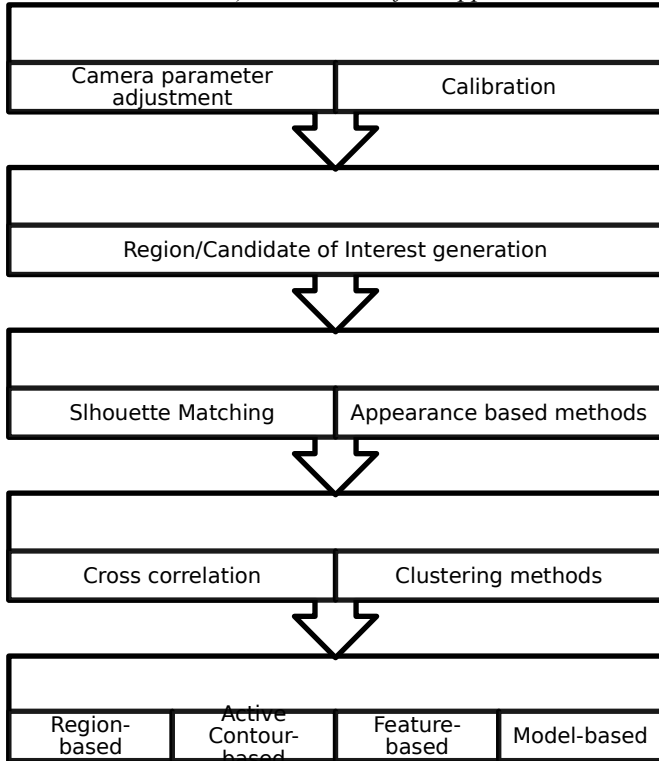 Camera parameter
adjustment
Calibration
Region/Candidate of Interest generation
Slhouette Matching
Appearance based methods
Cross correlation
Clustering methods
Region-
based
Active
Contour-
based
Feature-
based
Model-based